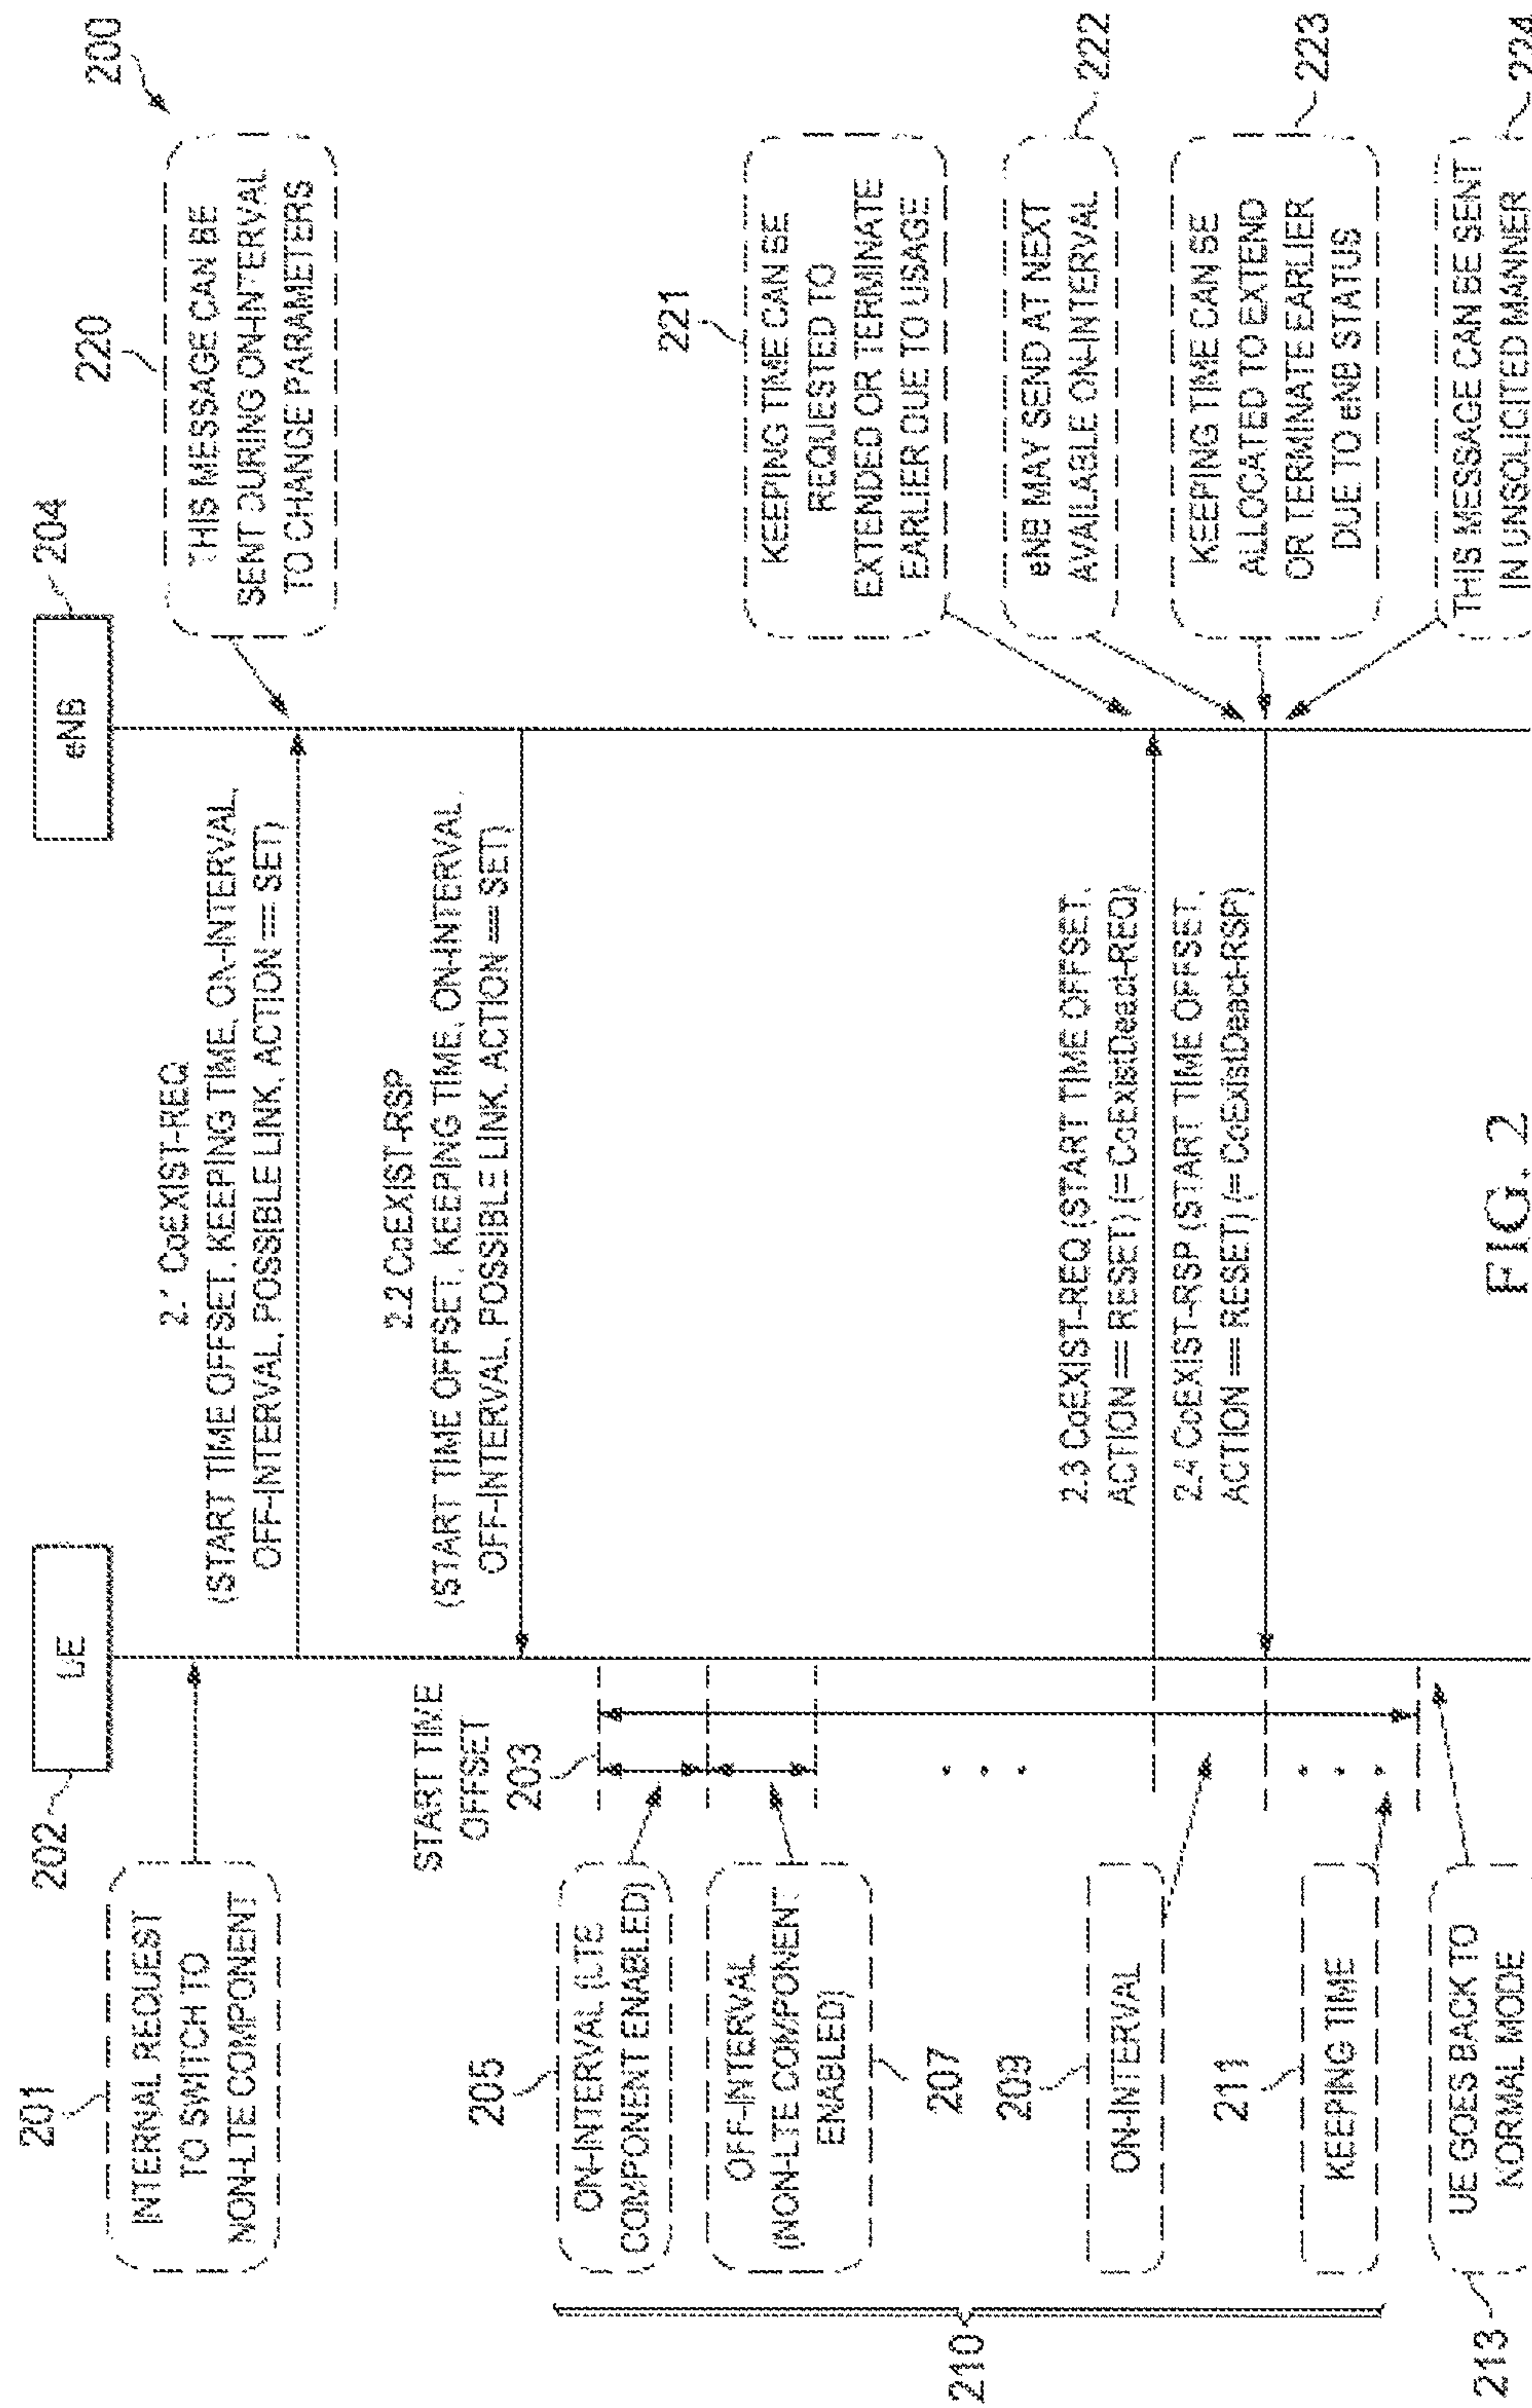 200
UE
202
eNB
204
201
INTERNAL REQUEST
TO SWITCH TO
NON-LTE COMPONENT
2.1 CoEXIST-REQ
(START TIME OFFSET, KEEPING TIME, ON-INTERVAL,
OFF-INTERVAL, POSSIBLE LINK, ACTION == SET)
220
THIS MESSAGE CAN BE
SENT DURING ON-INTERVAL
TO CHANGE PARAMETERS
2.2 CoEXIST-RSP
(START TIME OFFSET, KEEPING TIME, ON-INTERVAL,
OFF-INTERVAL, POSSIBLE LINK, ACTION == SET)
START TIME
OFFSET
203
205
ON-INTERVAL (LTE
COMPONENT ENABLED)
OFF-INTERVAL
(NON-LTE COMPONENT
ENABLED)
207
209
ON-INTERVAL
211
KEEPING TIME
210
UE GOES BACK TO
NORMAL MODE
213
2.3 CoEXIST-REQ (START TIME OFFSET,
ACTION == RESET) (= CoExistDeact-REQ)
2.4 CoEXIST-RSP (START TIME OFFSET,
ACTION == RESET) (= CoExistDeact-RSP)
221
KEEPING TIME CAN BE
REQUESTED TO
EXTENDED OR TERMINATE
EARLIER DUE TO USAGE
eNB MAY SEND AT NEXT
AVAILABLE ON-INTERVAL
222
KEEPING TIME CAN BE
ALLOCATED TO EXTEND
OR TERMINATE EARLIER
DUE TO eNB STATUS
223
THIS MESSAGE CAN BE SENT
IN UNSOLICITED MANNER
224
FIG. 2